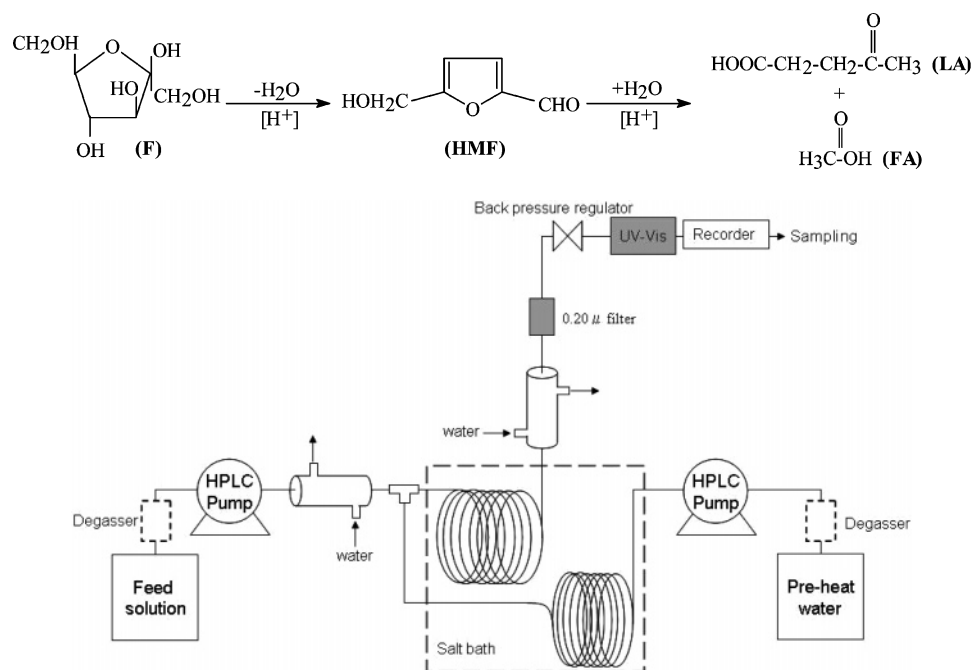 CH2OH
O
OH
HO
CH2OH
OH
(F)
-H2O
[H+]
HOH2C
O
CHO
(HMF)
+H2O
[H+]
O
HOOC-CH2-CH2-C-CH3 (LA)
+
O
H3C-C-OH (FA)
Back pressure regulator
UV-Vis
Recorder
Sampling
0.20 μ filter
water
HPLC
Pump
HPLC
Pump
Degasser
water
Degasser
Feed
solution
Pre-heat
water
Salt bath